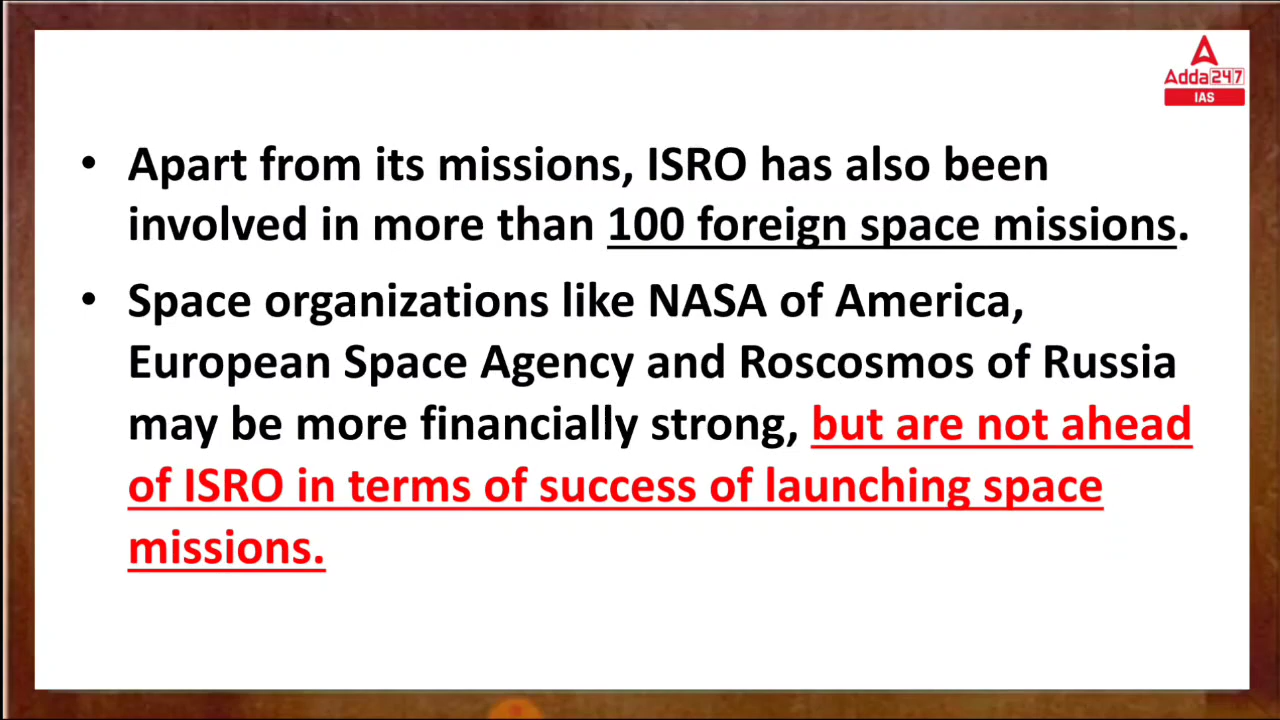 Adda247
IAS
• Apart from its missions, ISRO has also been
involved in more than 100 foreign space missions.
• Space organizations like NASA of America,
European Space Agency and Roscosmos of Russia
may be more financially strong, but are not ahead
of ISRO in terms of success of launching space
missions.